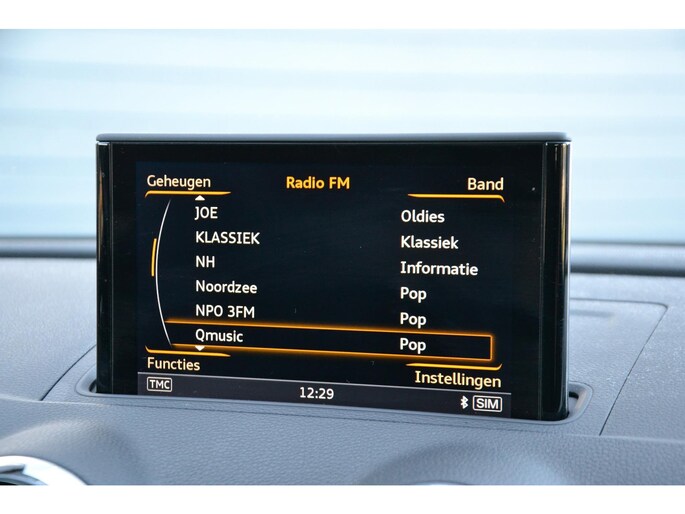 Geheugen Radio FM Band
JOE Oldies
KLASSIEK Klassiek
NH Informatie
Noordzee Pop
NPO 3FM Pop
Qmusic Pop
Functies Instellingen
TMC 12:29 SIM